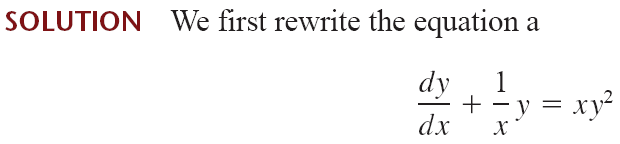 SOLUTION We first rewrite the equation a
dy/dx + 1/x y = xy²